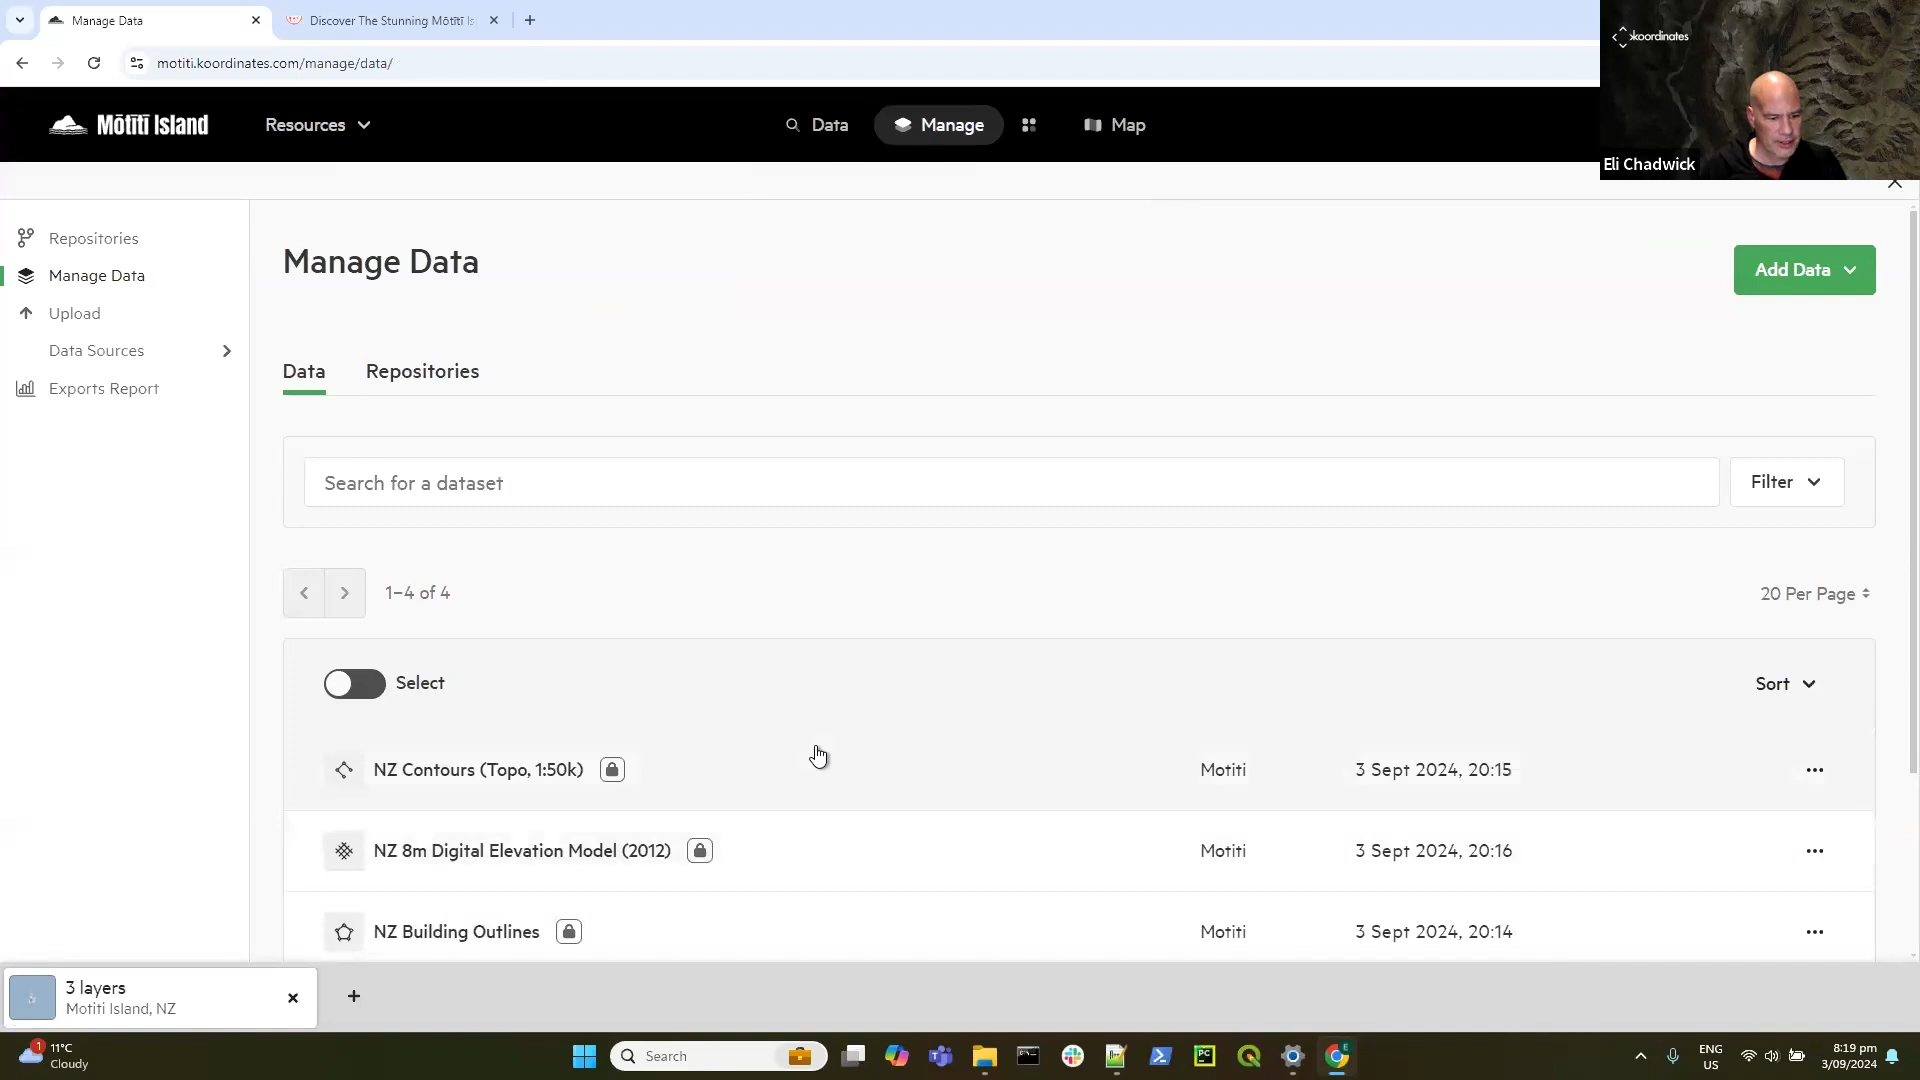 Manage Data
Discover The Stunning Mōtītī Is
motiti.koordinates.com/manage/data/
koordinates
Eli Chadwick
Mōtītī Island
Resources
Data
Manage
Map
Repositories
Manage Data
Upload
Data Sources
Exports Report
Manage Data
Add Data
Data
Repositories
Search for a dataset
Filter
1–4 of 4
20 Per Page
Select
Sort
NZ Contours (Topo, 1:50k)
Motiti
3 Sept 2024, 20:15
NZ 8m Digital Elevation Model (2012)
Motiti
3 Sept 2024, 20:16
NZ Building Outlines
Motiti
3 Sept 2024, 20:14
3 layers
Motiti Island, NZ
1
11°C
Cloudy
Search
PC
ENG
US
8:19 pm
3/09/2024